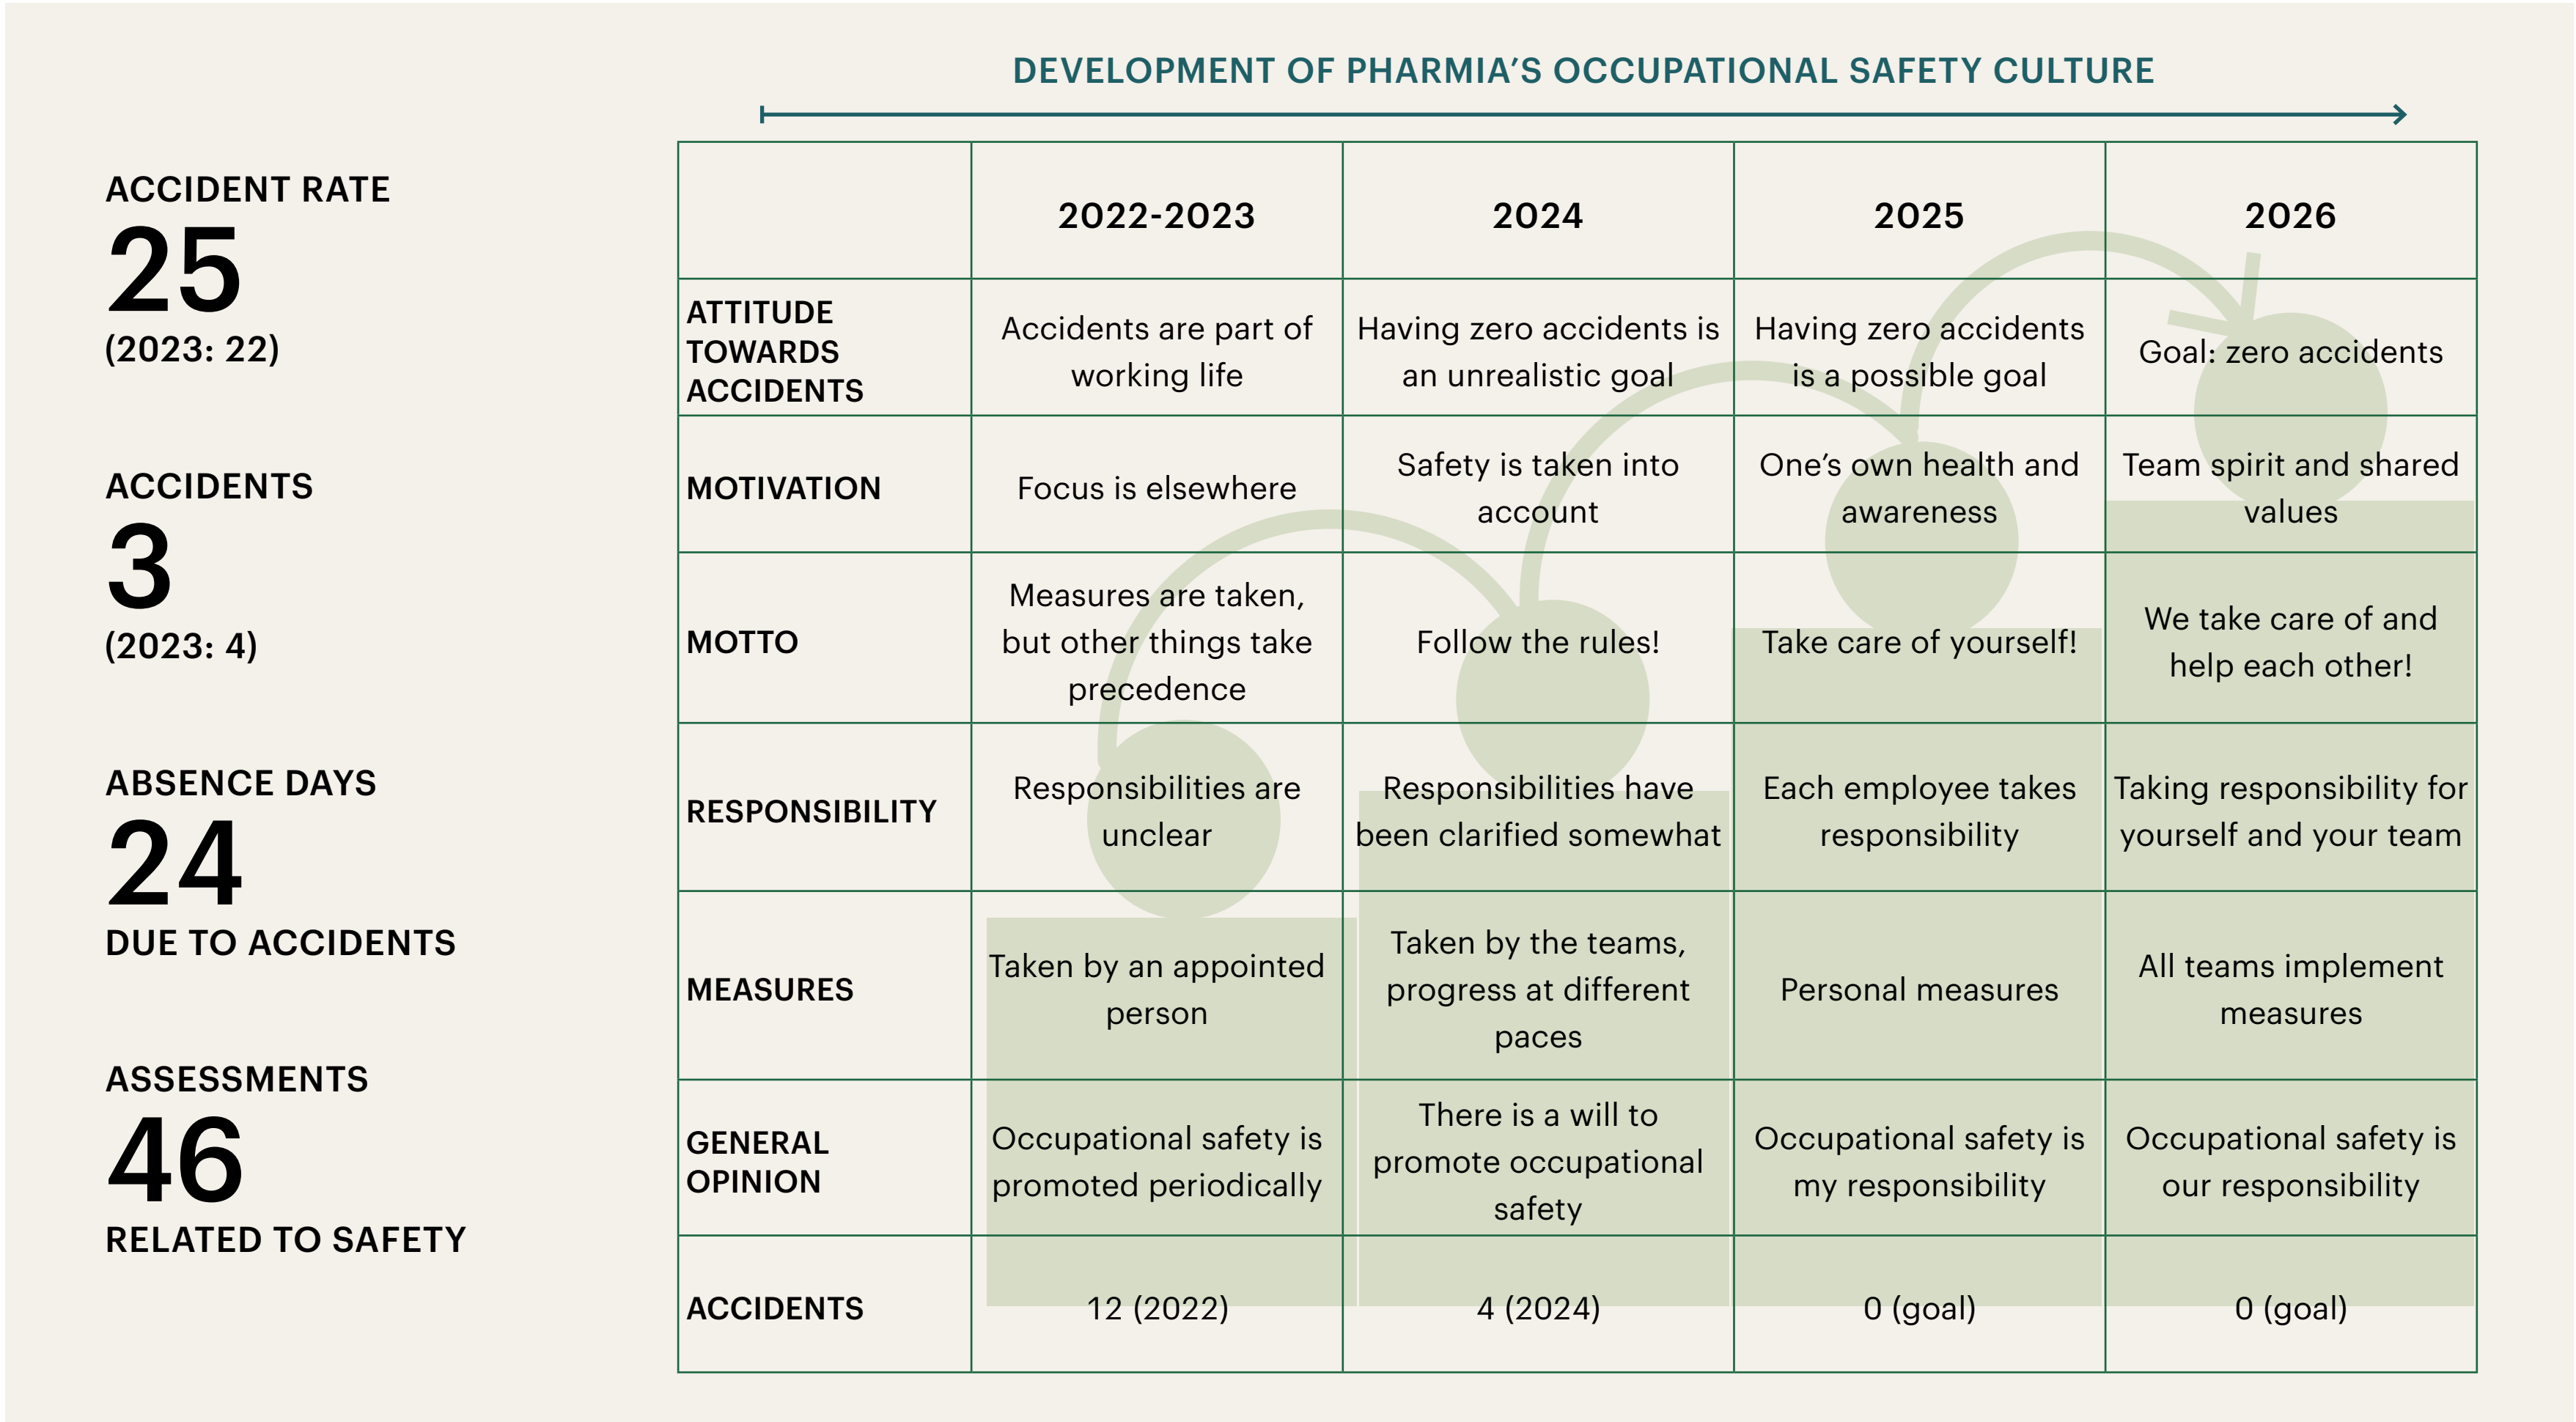 DEVELOPMENT OF PHARMIA’S OCCUPATIONAL SAFETY CULTURE
ACCIDENT RATE
25
(2023: 22)
ACCIDENTS
3
(2023: 4)
ABSENCE DAYS
24
DUE TO ACCIDENTS
ASSESSMENTS
46
RELATED TO SAFETY
2022-2023
2024
2025
2026
ATTITUDE
TOWARDS
ACCIDENTS
Accidents are part of
working life
Having zero accidents is
an unrealistic goal
Having zero accidents
is a possible goal
Goal: zero accidents
MOTIVATION
Focus is elsewhere
Safety is taken into
account
One’s own health and
awareness
Team spirit and shared
values
MOTTO
Measures are taken,
but other things take
precedence
Follow the rules!
Take care of yourself!
We take care of and
help each other!
RESPONSIBILITY
Responsibilities are
unclear
Responsibilities have
been clarified somewhat
Each employee takes
responsibility
Taking responsibility for
yourself and your team
MEASURES
Taken by an appointed
person
Taken by the teams,
progress at different
paces
Personal measures
All teams implement
measures
GENERAL
OPINION
Occupational safety is
promoted periodically
There is a will to
promote occupational
safety
Occupational safety is
my responsibility
Occupational safety is
our responsibility
ACCIDENTS
12 (2022)
4 (2024)
0 (goal)
0 (goal)